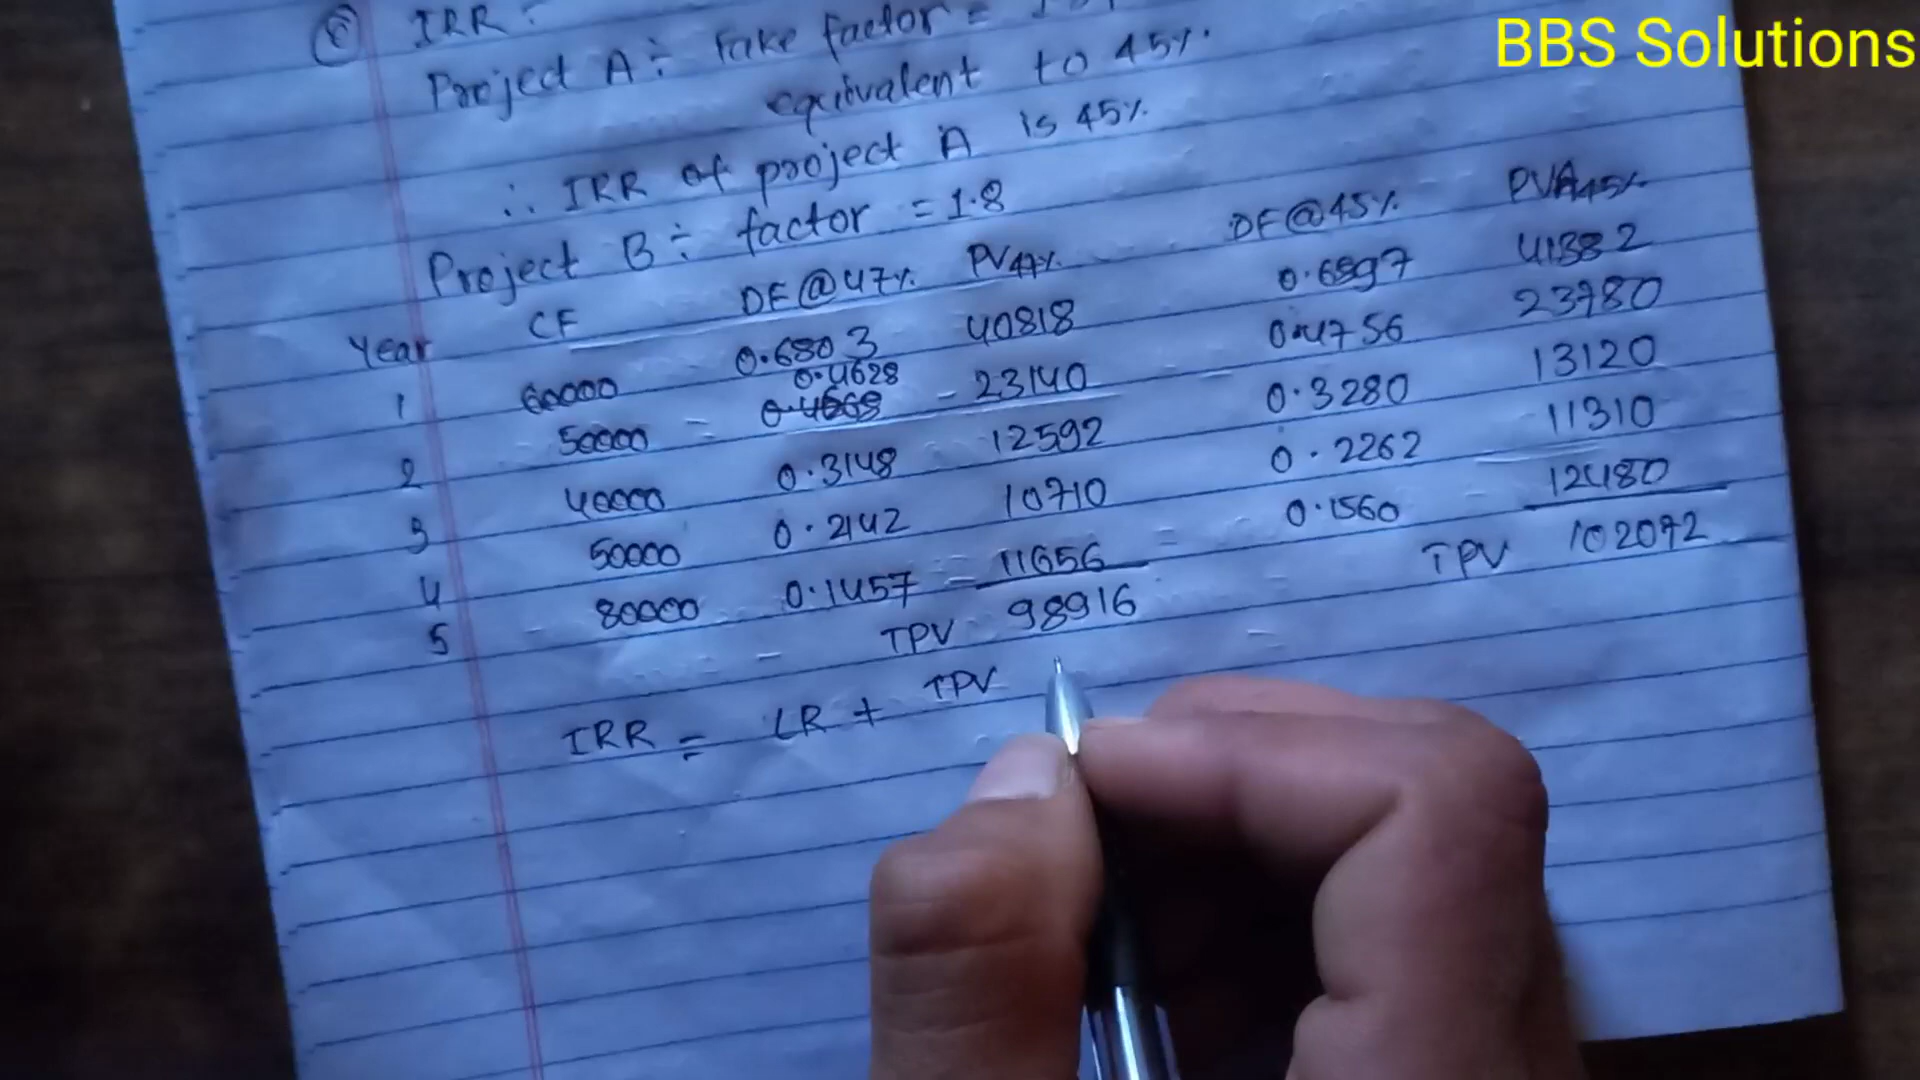 BBS Solutions
IRR :
Project A ÷ Fake factor =
equivalent to 45%.
∴ IRR of project A is 45%
Project B ÷ factor = 1.8
Year CF DF@47% PV47% DF@45% PV@45%
1 60000 0.6803 40818 0.6897 41382
2 50000 0.4628 23140 0.4756 23780
3 40000 0.3148 12592 0.3280 13120
4 50000 0.2142 10710 0.2262 11310
5 80000 0.1457 11656 0.1560 12480
TPV 98916 TPV 102072
IRR = LR + TPV